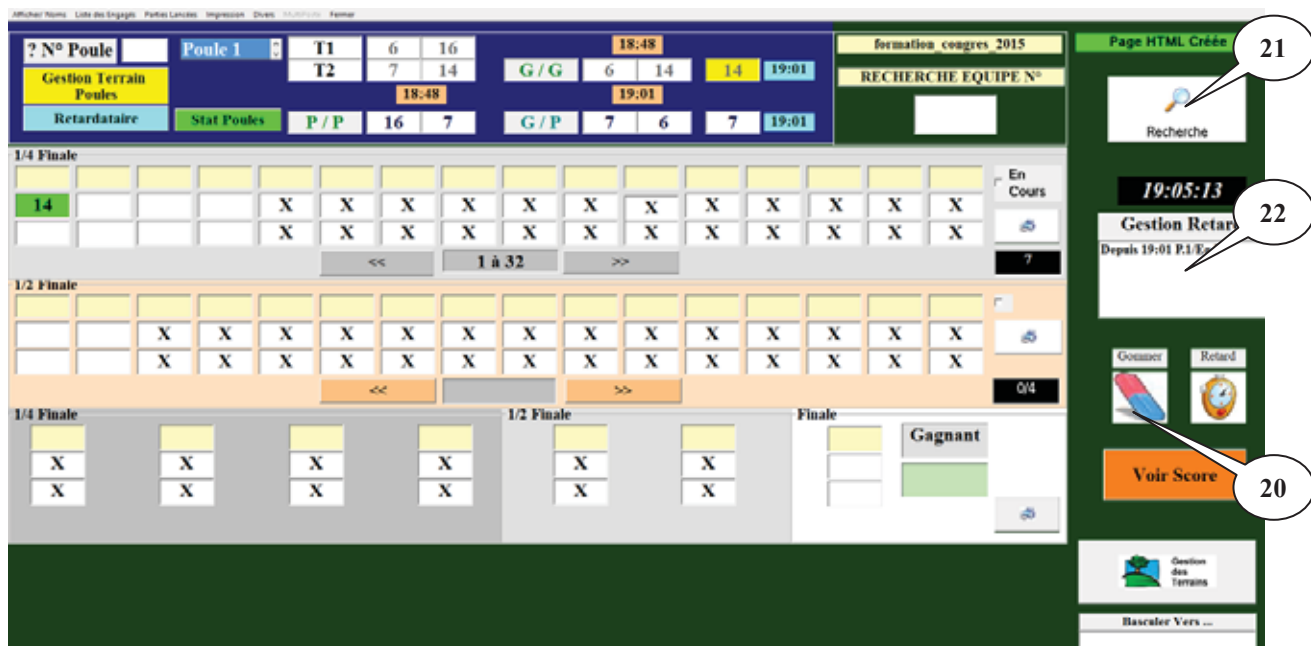 Afficher/ Noms Liste des Engagés Parties Lancées Impression Divers MultiPoste Fermer
? N° Poule Poule 1 T1 6 16 18:48 formation_congres_2015 Page HTML Créée 21
Gestion Terrain Poules T2 7 14 G / G 6 14 14 19:01 RECHERCHE EQUIPE N°
18:48 19:01
Retardataire Stat Poules P / P 16 7 G / P 7 6 7 19:01 Recherche
1/4 Finale
En Cours 19:05:13
14 X X X X X X X X X X X X
X X X X X X X X X X X X Gestion Retard 22
<< 1 à 32 >> 7 Depuis 19:01 P.1/
1/2 Finale
X X X X X X X X X X X X X X
X X X X X X X X X X X X X X Gommer Retard
<< >> 0/4
1/4 Finale 1/2 Finale Finale
Gagnant
X X X X X X Voir Score 20
X X X X X X
Gestion des Terrains
Basculer Vers ...